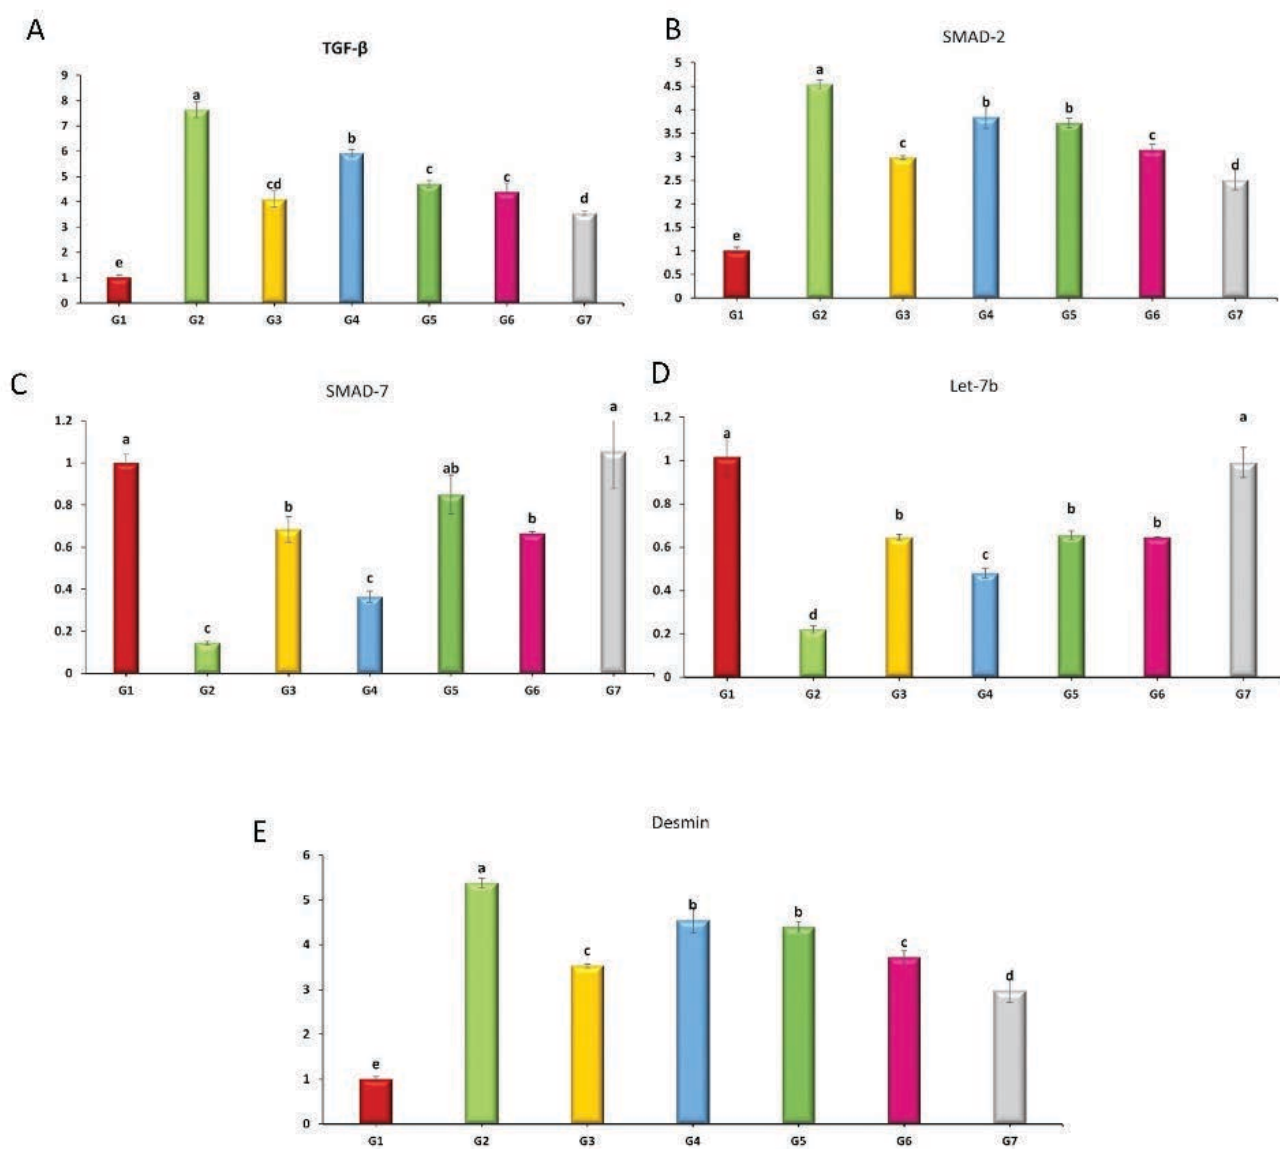 A
TGF-β
9
8
7
6
5
4
3
2
1
0
e
a
cd
b
c
c
d
G1 G2 G3 G4 G5 G6 G7
B
SMAD-2
5
4.5
4
3.5
3
2.5
2
1.5
1
0.5
0
e
a
c
b
b
c
d
G1 G2 G3 G4 G5 G6 G7
C
SMAD-7
1.2
1
0.8
0.6
0.4
0.2
0
a
c
b
c
ab
b
a
G1 G2 G3 G4 G5 G6 G7
D
Let-7b
1.2
1
0.8
0.6
0.4
0.2
0
a
d
b
c
b
b
a
G1 G2 G3 G4 G5 G6 G7
E
Desmin
6
5
4
3
2
1
0
e
a
c
b
b
c
d
G1 G2 G3 G4 G5 G6 G7